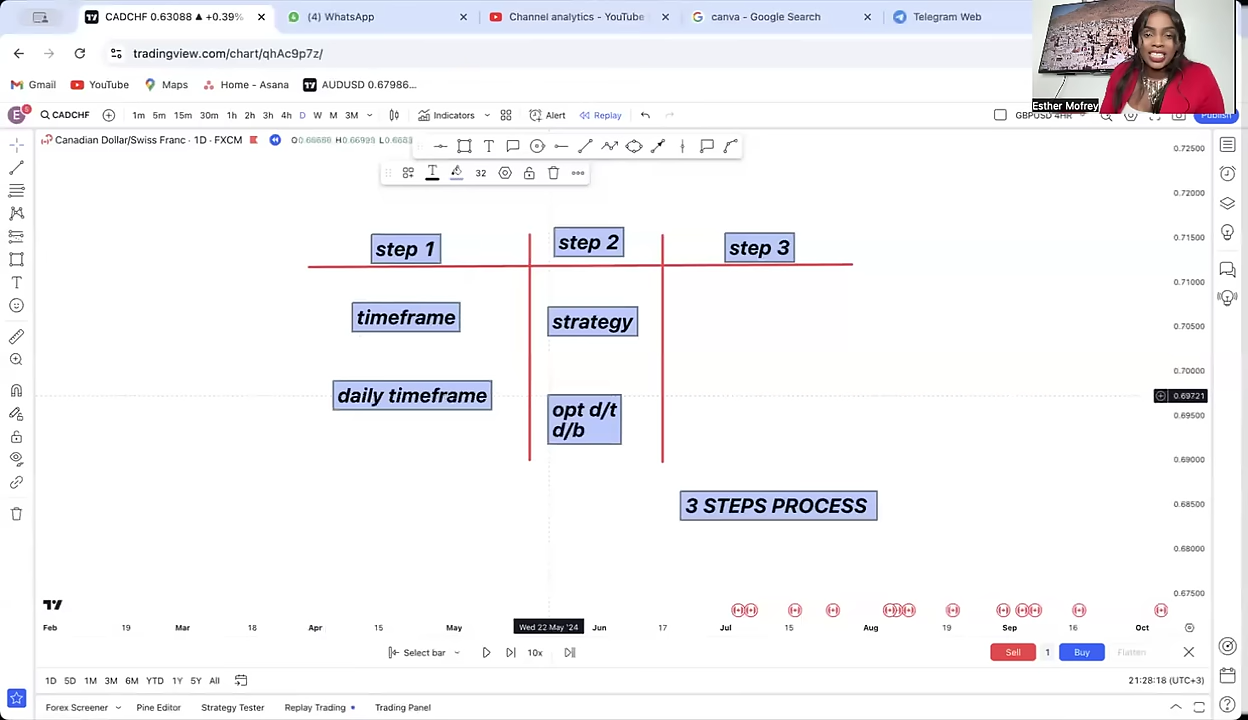 CADCHF 0.63088 ▲ +0.39%
(4) WhatsApp
Channel analytics - YouTube
canva - Google Search
Telegram Web
tradingview.com/chart/qhAc9p7z/
Gmail
YouTube
Maps
Home - Asana
AUDUSD 0.67986...
Esther Mofrey
E
CADCHF
1m 5m 15m 30m 1h 2h 3h 4h D W M 3M
Indicators
Alert
Replay
GBPUSD 4HR
Publish
Canadian Dollar/Swiss Franc · 1D · FXCM
32
0.72500
0.72000
0.71500
0.71000
0.70500
0.70000
0.69721
0.69500
0.69000
0.68500
0.68000
0.67500
step 1
step 2
step 3
timeframe
strategy
daily timeframe
opt d/t
d/b
3 STEPS PROCESS
Feb 19 Mar 18 Apr 15 May Wed 22 May '24 Jun 17 Jul 15 Aug 19 Sep 16 Oct
Select bar
10x
Sell
1
Buy
Flatten
1D 5D 1M 3M 6M YTD 1Y 5Y All
21:28:18 (UTC+3)
Forex Screener
Pine Editor
Strategy Tester
Replay Trading
Trading Panel